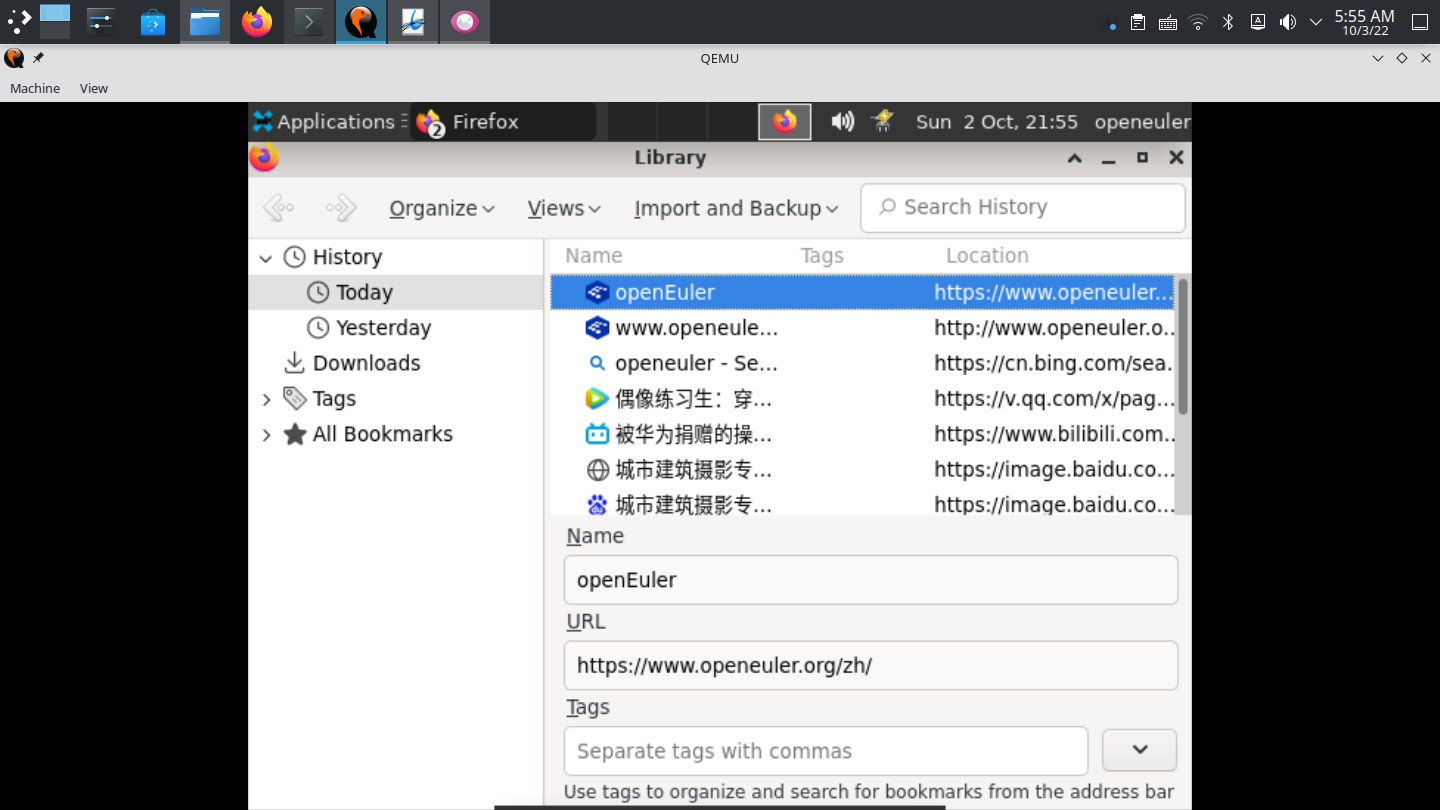 5:55 AM
10/3/22
QEMU
Machine View
Applications 2 Firefox Sun 2 Oct, 21:55 openeuler
Library
Organize Views Import and Backup Search History
History
Today
Yesterday
Downloads
Tags
All Bookmarks
Name Tags Location
openEuler https://www.openeuler...
www.openeule... http://www.openeuler.o...
openeuler - Se... https://cn.bing.com/sea...
偶像练习生：穿... https://v.qq.com/x/pag...
被华为捐赠的操... https://www.bilibili.com...
城市建筑摄影专... https://image.baidu.co...
城市建筑摄影专... https://image.baidu.co...
Name
openEuler
URL
https://www.openeuler.org/zh/
Tags
Separate tags with commas
Use tags to organize and search for bookmarks from the address bar